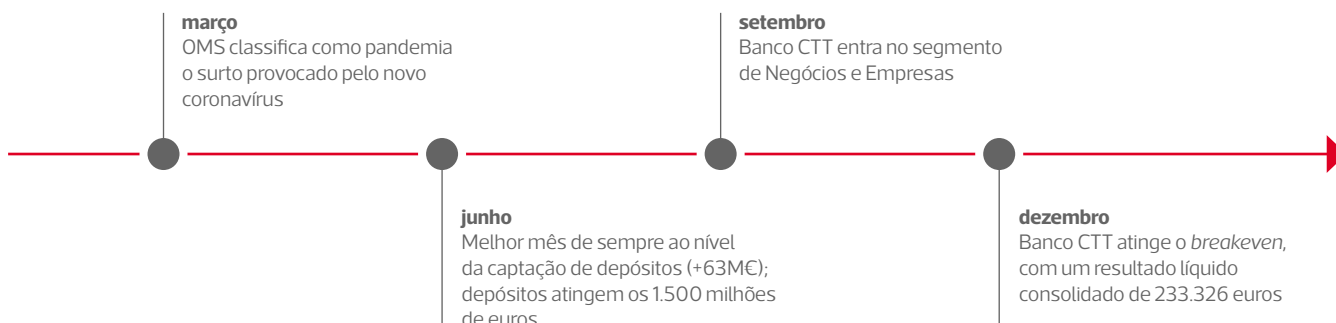 março
OMS classifica como pandemia
o surto provocado pelo novo
coronavírus
junho
Melhor mês de sempre ao nível
da captação de depósitos (+63M€);
depósitos atingem os 1.500 milhões
de euros
setembro
Banco CTT entra no segmento
de Negócios e Empresas
dezembro
Banco CTT atinge o breakeven,
com um resultado líquido
consolidado de 233.326 euros